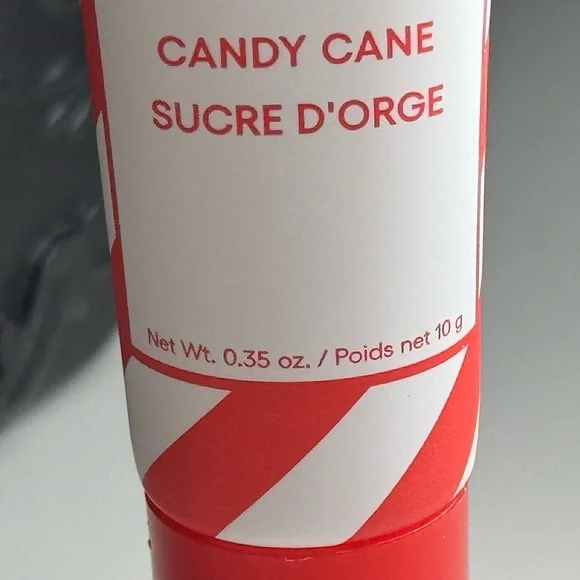 CANDY CANE
SUCRE D'ORGE
Net Wt. 0.35 oz. / Poids net 10 g